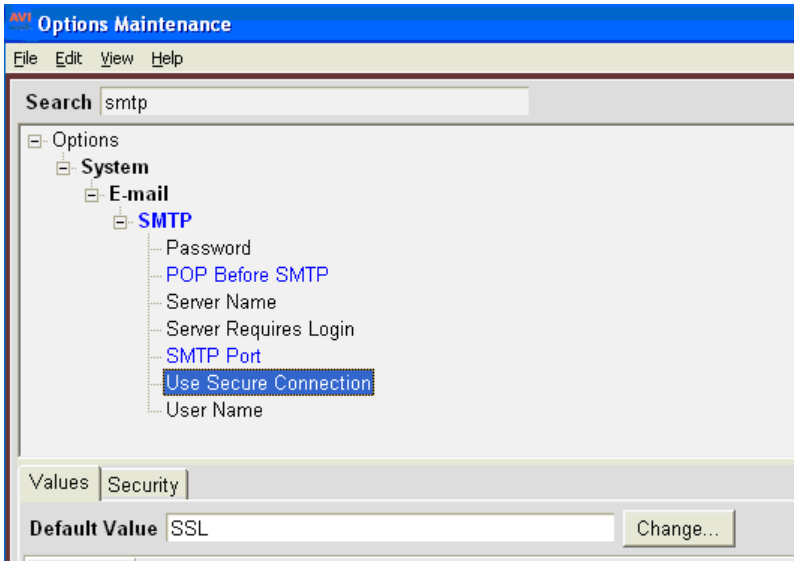 AVI Options Maintenance
File Edit View Help
Search smtp
Options
System
E-mail
SMTP
Password
POP Before SMTP
Server Name
Server Requires Login
SMTP Port
Use Secure Connection
User Name
Values Security
Default Value SSL Change...